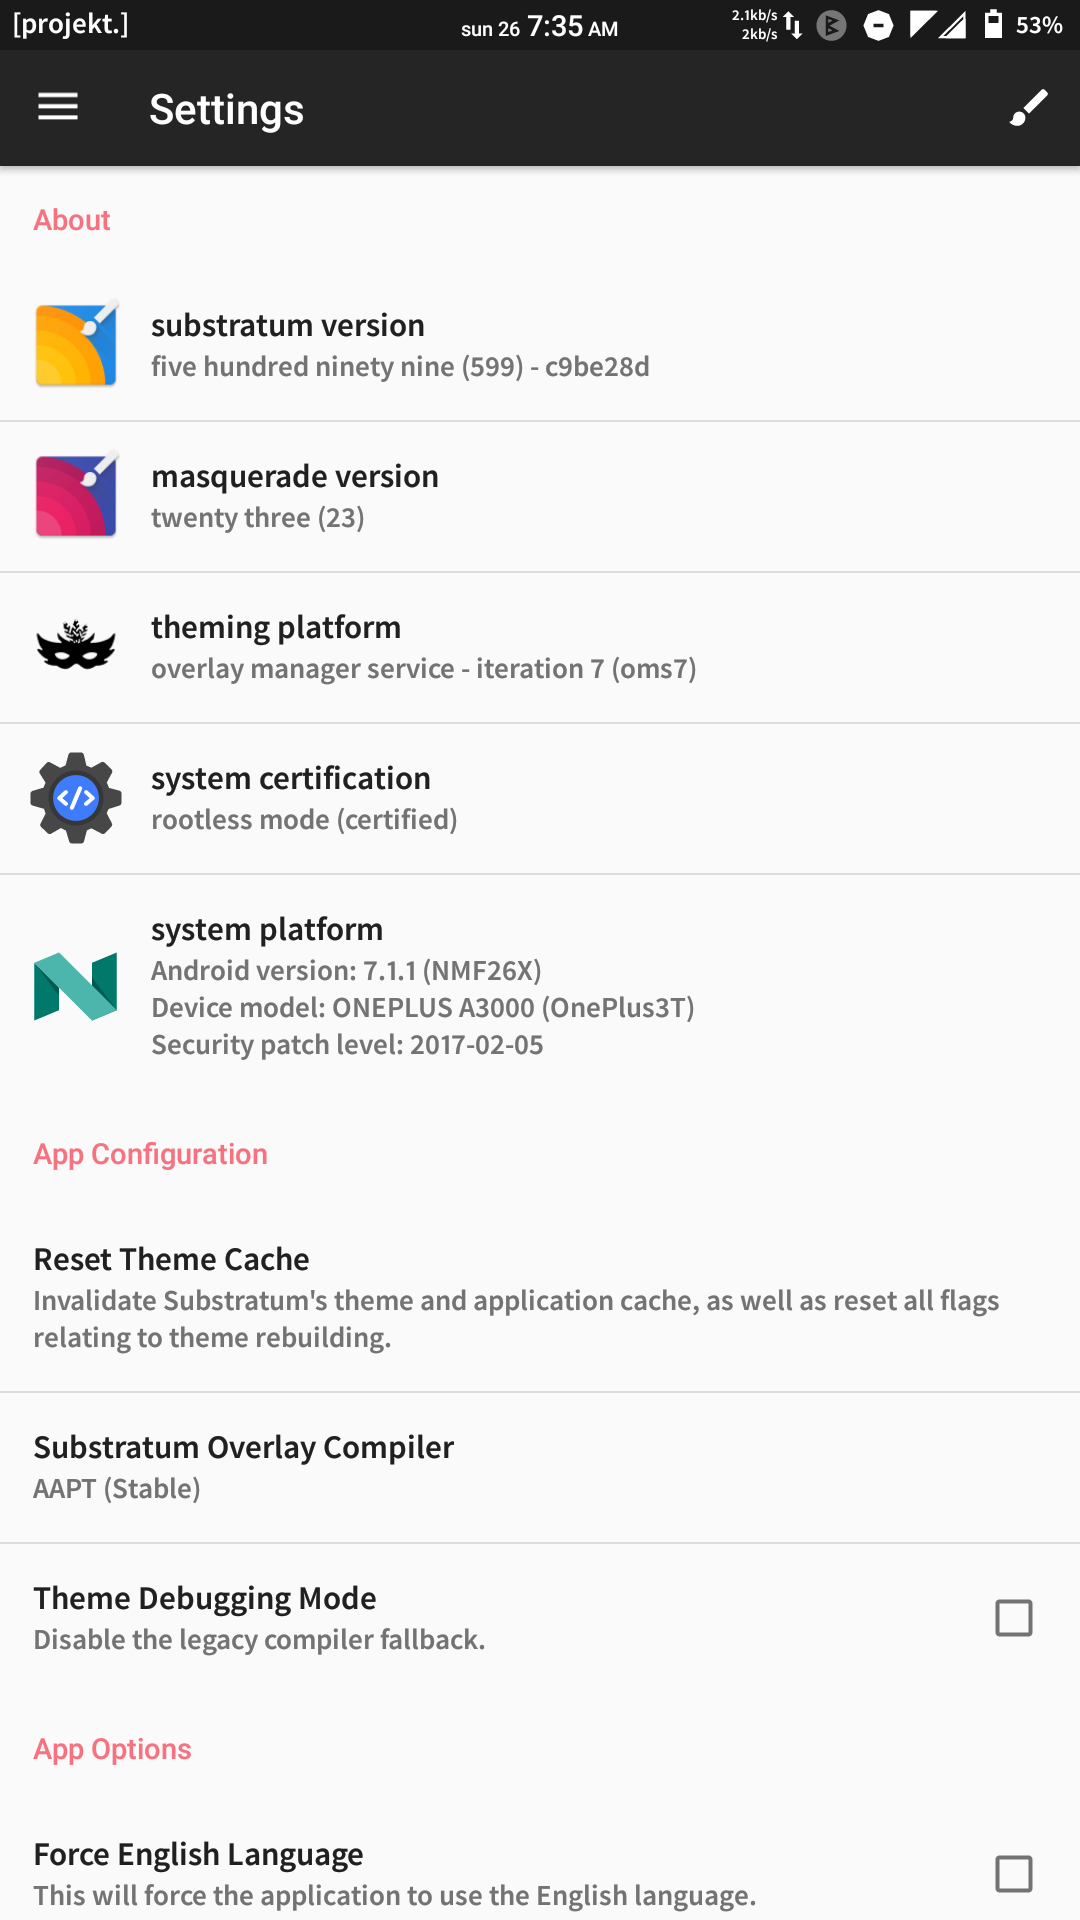 [projekt.]
sun 26 7:35 AM
2.1kb/s
2kb/s
53%
Settings
About
substratum version
five hundred ninety nine (599) - c9be28d
masquerade version
twenty three (23)
theming platform
overlay manager service - iteration 7 (oms7)
system certification
rootless mode (certified)
system platform
Android version: 7.1.1 (NMF26X)
Device model: ONEPLUS A3000 (OnePlus3T)
Security patch level: 2017-02-05
App Configuration
Reset Theme Cache
Invalidate Substratum's theme and application cache, as well as reset all flags
relating to theme rebuilding.
Substratum Overlay Compiler
AAPT (Stable)
Theme Debugging Mode
Disable the legacy compiler fallback.
App Options
Force English Language
This will force the application to use the English language.